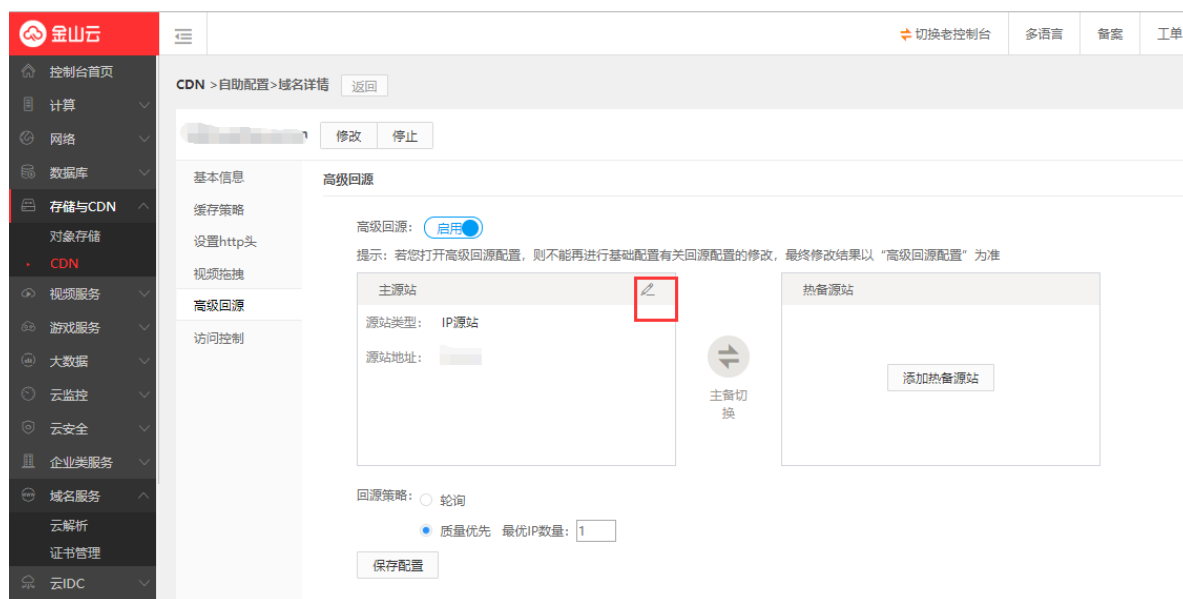 金山云
切换老控制台
多语言
备案
工单
控制台首页
计算
网络
数据库
存储与CDN
对象存储
CDN
视频服务
游戏服务
大数据
云监控
云安全
企业类服务
域名服务
云解析
证书管理
云IDC
CDN >自助配置>域名详情 返回
修改 停止
基本信息
缓存策略
设置http头
视频拖拽
高级回源
访问控制
高级回源
高级回源： 启用
提示：若您打开高级回源配置，则不能再进行基础配置有关回源配置的修改，最终修改结果以“高级回源配置”为准
主源站
源站类型： IP源站
源站地址：
主备切
换
热备源站
添加热备源站
回源策略： 轮询
质量优先 最优IP数量： 1
保存配置